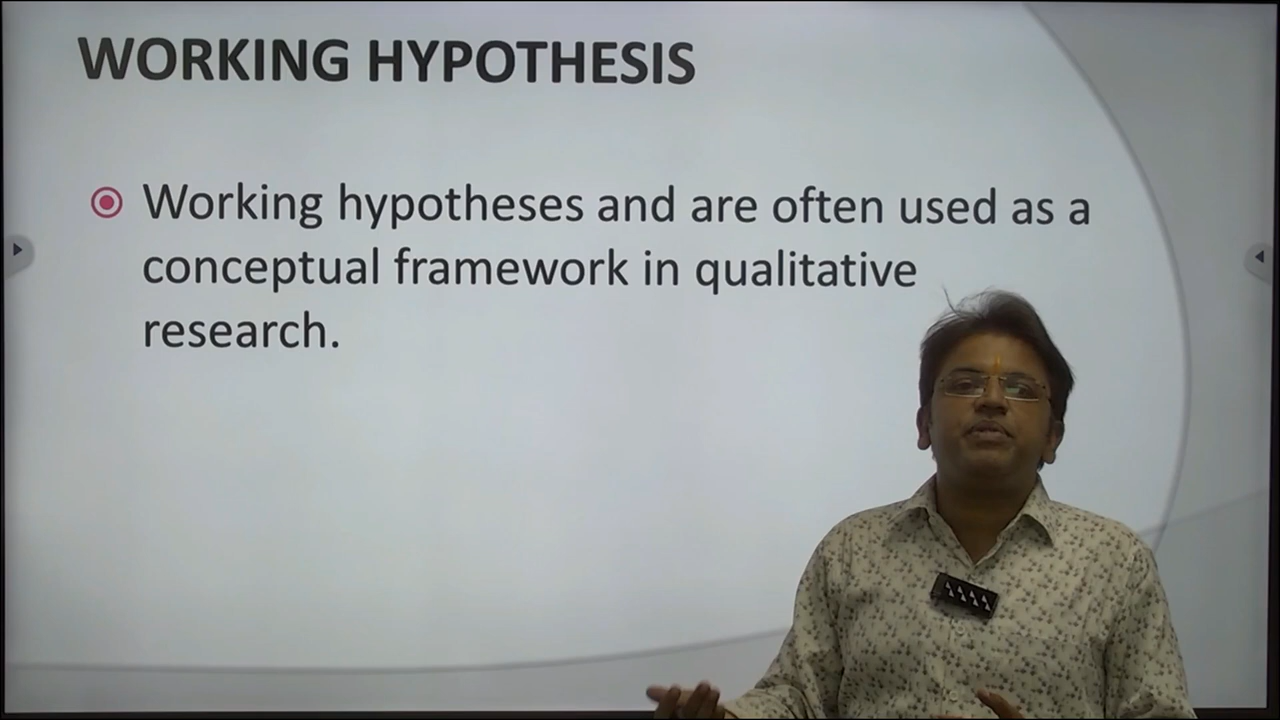 WORKING HYPOTHESIS
Working hypotheses and are often used as a
conceptual framework in qualitative
research.